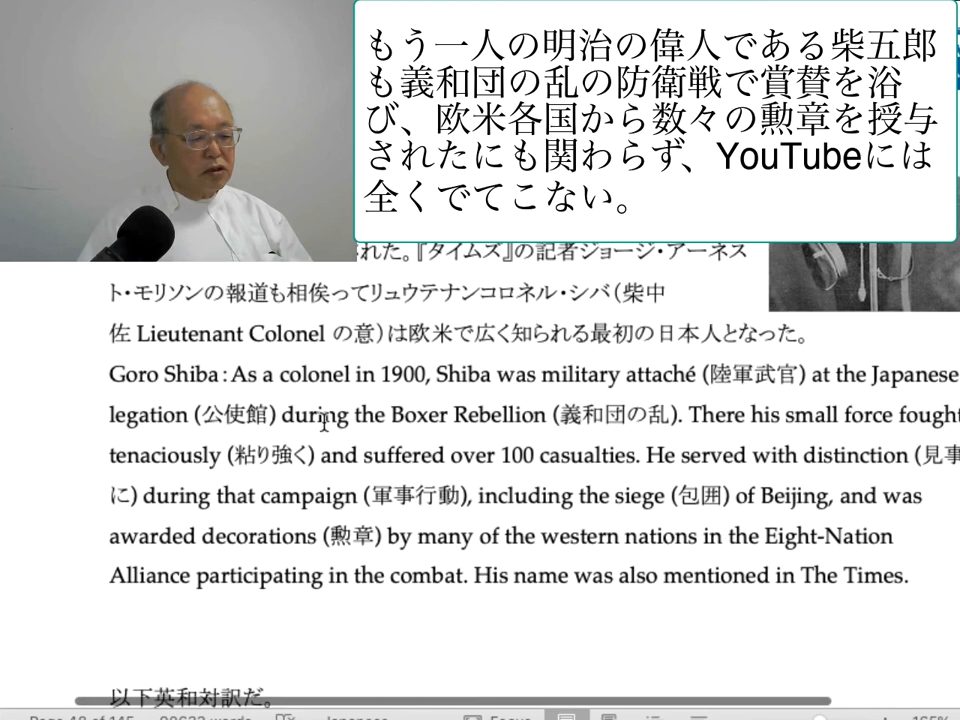 もう一人の明治の偉人である柴五郎
も義和団の乱の防衛戦で賞賛を浴
び、欧米各国から数々の勲章を授与
されたにも関わらず、YouTubeには
全くでてこない。
された。『タイムズ』の記者ジョージ・アーネス
ト・モリソンの報道も相俟ってリュウテナンコロネル・シバ(柴中
佐 Lieutenant Colonel の意)は欧米で広く知られる最初の日本人となった。
Goro Shiba:As a colonel in 1900, Shiba was military attaché (陸軍武官) at the Japanese
legation (公使館) during the Boxer Rebellion (義和団の乱). There his small force fought
tenaciously (粘り強く) and suffered over 100 casualties. He served with distinction (見事
に) during that campaign (軍事行動), including the siege (包囲) of Beijing, and was
awarded decorations (勲章) by many of the western nations in the Eight-Nation
Alliance participating in the combat. His name was also mentioned in The Times.
以下英和対訳だ。